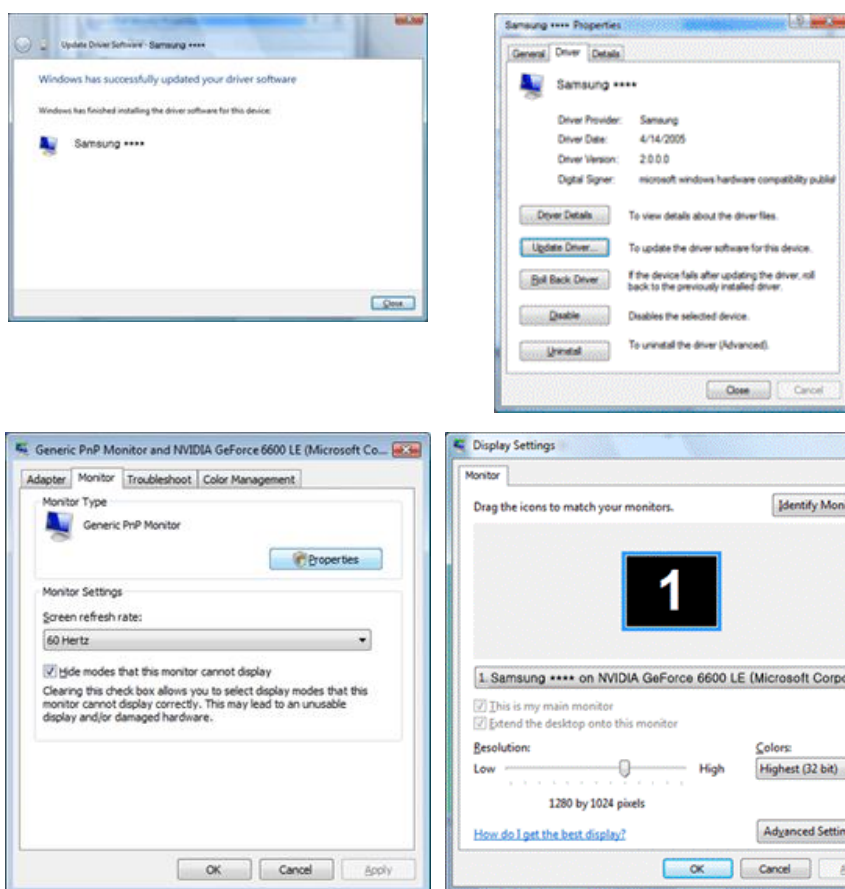 Update Driver Software - Samsung ****
Windows has successfully updated your driver software
Windows has finished installing the driver software for this device:
Samsung ****
Close
Samsung **** Properties
General Driver Details
Samsung ****
Driver Provider: Samsung
Driver Date: 4/14/2005
Driver Version: 2.0.0.0
Digital Signer: microsoft windows hardware compatibility publis
Driver Details To view details about the driver files.
Update Driver... To update the driver software for this device.
Roll Back Driver If the device fails after updating the driver, roll
back to the previously installed driver.
Disable Disables the selected device.
Uninstall To uninstall the driver (Advanced).
Close Cancel
Generic PnP Monitor and NVIDIA GeForce 6600 LE (Microsoft Co...
Adapter Monitor Troubleshoot Color Management
Monitor Type
Generic PnP Monitor
Properties
Monitor Settings
Screen refresh rate:
60 Hertz
Hide modes that this monitor cannot display
Clearing this check box allows you to select display modes that this
monitor cannot display correctly. This may lead to an unusable
display and/or damaged hardware.
OK Cancel Apply
Display Settings
Monitor
Drag the icons to match your monitors. Identify Moni
1
1. Samsung **** on NVIDIA GeForce 6600 LE (Microsoft Corpo
This is my main monitor
Extend the desktop onto this monitor
Resolution: Colors:
Low High Highest (32 bit)
1280 by 1024 pixels
How do I get the best display? Advanced Settin
OK Cancel